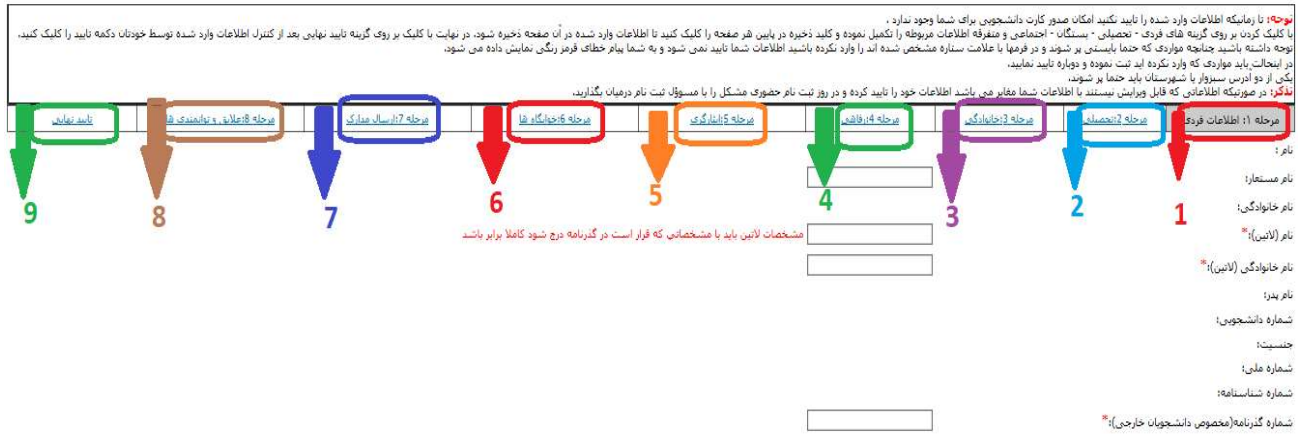 توجه: تا زمانیکه اطلاعات وارد شده را تایید نکنید امکان صدور کارت دانشجویی برای شما وجود ندارد .
با کلیک کردن بر روی گزینه های فردی - تحصیلی - بستگان - اجتماعی و متفرقه اطلاعات مربوطه را تکمیل نموده و کلید ذخیره در پایین هر صفحه را کلیک کنید تا اطلاعات وارد شده در آن صفحه ذخیره شود. در نهایت با کلیک بر روی گزینه تایید نهایی بعد از کنترل اطلاعات وارد شده توسط خودتان دکمه تایید را کلیک کنید.
توجه داشته باشید چنانچه مواردی که حتما بایستی پر شوند و در فرمها با علامت ستاره مشخص شده اند را وارد نکرده باشید اطلاعات شما تایید نمی شود و به شما پیام خطای قرمز رنگی نمایش داده می شود.
در اینحالت باید مواردی که وارد نکرده اید ثبت نموده و دوباره تایید نمایید.
یکی از دو آدرس سبزوار یا شهرستان باید حتما پر شوند.
تذکر: در صورتیکه اطلاعاتی که قابل ویرایش نیستند با اطلاعات شما مغایر می باشد اطلاعات خود را تایید کرده و در روز ثبت نام حضوری مشکل را با مسوول ثبت نام درمیان بگذارید.
مرحله ۱: اطلاعات فردی مرحله 2:تحصیلی مرحله 3:خانوادگی مرحله 4:رفاهی مرحله 5:ایثارگری مرحله 6:خوابگاه ها مرحله 7:ارسال مدارک مرحله 8:علایق و توانمندی ها تایید نهایی
نام :
نام مستعار:
نام خانوادگی:
1 2 3 4 5 6 7 8 9
نام (لاتین):* مشخصات لاتین باید با مشخصاتی که قرار است در گذرنامه درج شود کاملا برابر باشد
نام خانوادگی (لاتین):*
نام پدر:
شماره دانشجویی:
جنسیت:
شماره ملی:
شماره شناسنامه:
شماره گذرنامه(مخصوص دانشجویان خارجی):*